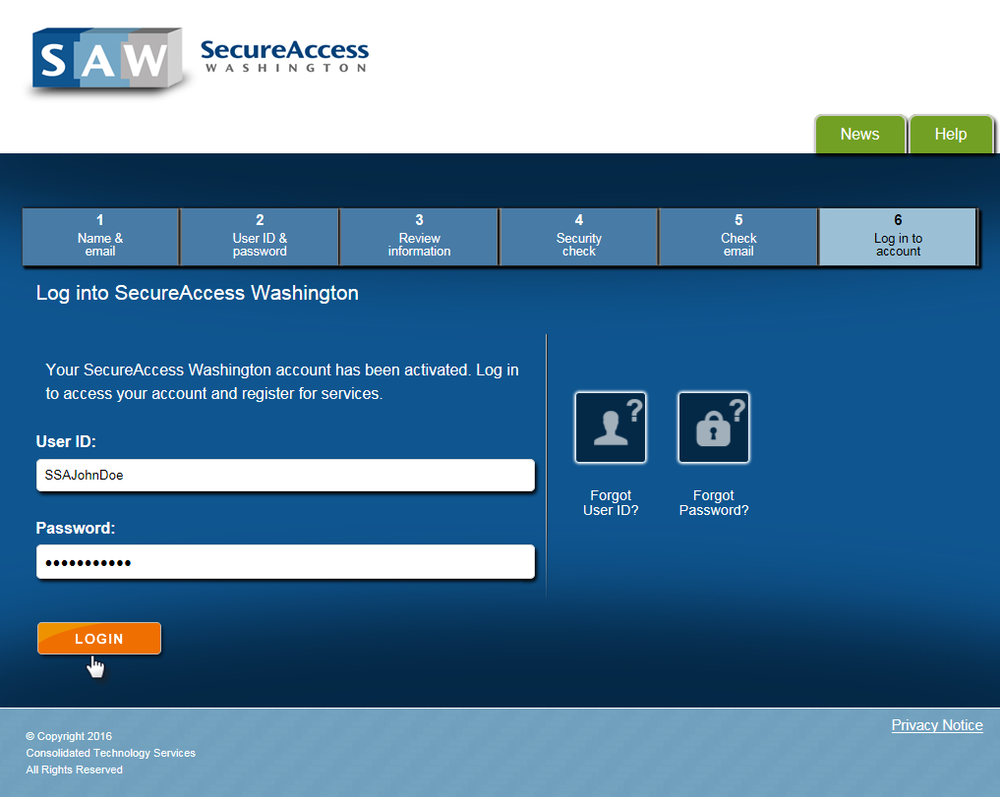 SAW
SecureAccess
WASHINGTON
News
Help
1
Name &
email
2
User ID &
password
3
Review
information
4
Security
check
5
Check
email
6
Log in to
account
Log into SecureAccess Washington
Your SecureAccess Washington account has been activated. Log in
to access your account and register for services.
User ID:
SSAJohnDoe
Password:
•••••••••••
LOGIN
?
Forgot
User ID?
?
Forgot
Password?
Privacy Notice
© Copyright 2016
Consolidated Technology Services
All Rights Reserved